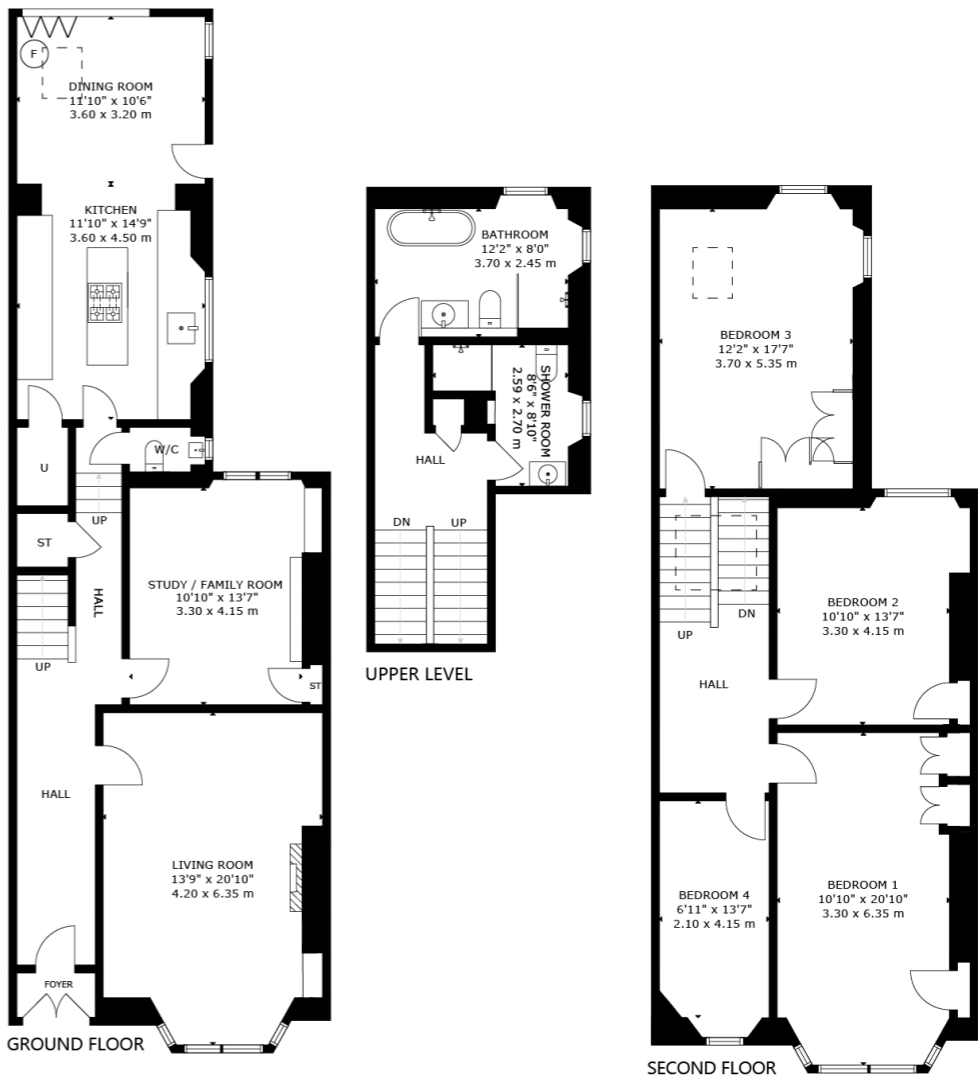 F
DINING ROOM
11'10" x 10'6"
3.60 x 3.20 m
KITCHEN
11'10" x 14'9"
3.60 x 4.50 m
W/C
U
UP
ST
HALL
STUDY / FAMILY ROOM
10'10" x 13'7"
3.30 x 4.15 m
UP
ST
HALL
LIVING ROOM
13'9" x 20'10"
4.20 x 6.35 m
FOYER
GROUND FLOOR
BATHROOM
12'2" x 8'0"
3.70 x 2.45 m
SHOWER ROOM
8'6" x 8'10"
2.59 x 2.70 m
HALL
DN
UP
UPPER LEVEL
BEDROOM 3
12'2" x 17'7"
3.70 x 5.35 m
BEDROOM 2
10'10" x 13'7"
3.30 x 4.15 m
DN
UP
HALL
BEDROOM 1
10'10" x 20'10"
3.30 x 6.35 m
BEDROOM 4
6'11" x 13'7"
2.10 x 4.15 m
SECOND FLOOR